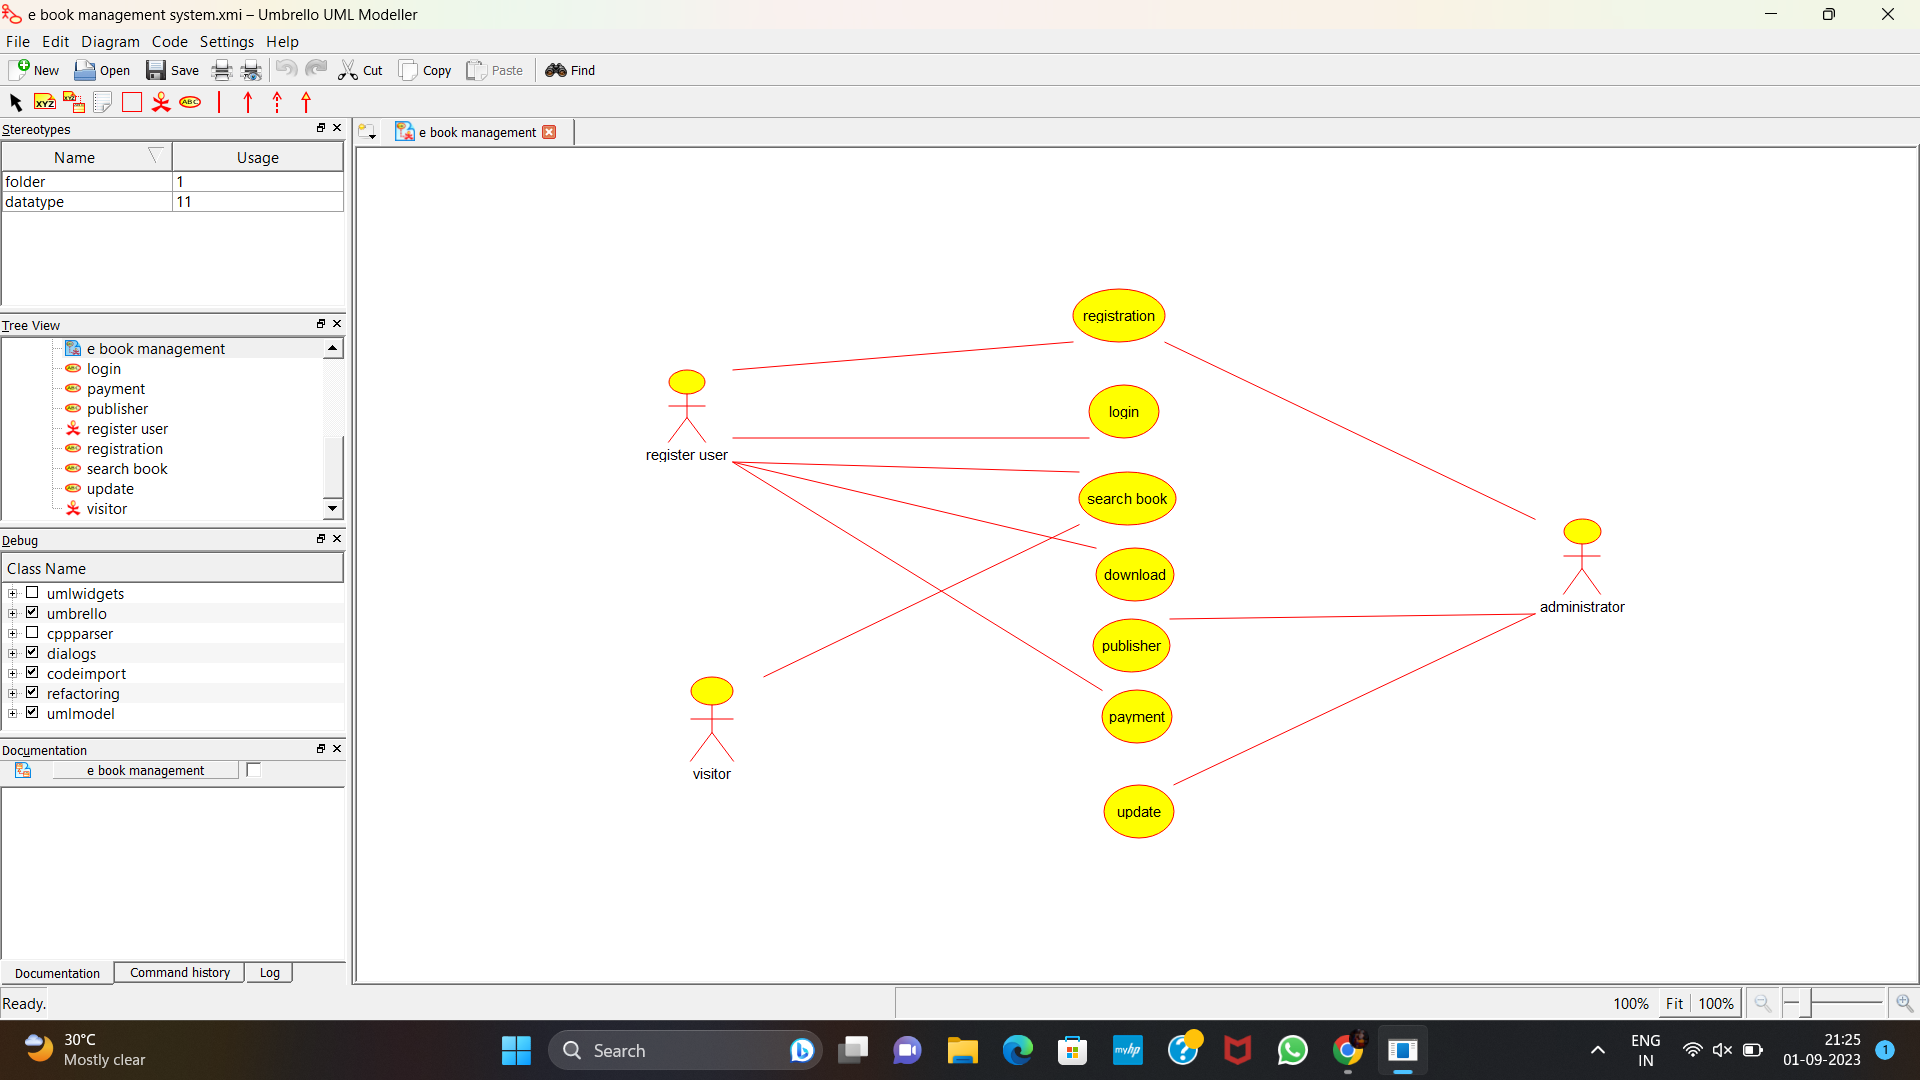 e book management system.xmi – Umbrello UML Modeller
File Edit Diagram Code Settings Help
New Open Save Cut Copy Paste Find
XYZ XYZ ABC
Stereotypes
Name Usage
folder 1
datatype 11
Tree View
e book management
login
payment
publisher
register user
registration
search book
update
visitor
Debug
Class Name
umlwidgets
umbrello
cppparser
dialogs
codeimport
refactoring
umlmodel
Documentation
e book management
Documentation Command history Log
Ready.
e book management
registration
login
register user
search book
download
administrator
publisher
payment
visitor
update
100% Fit 100%
30°C
Mostly clear
Search
myhp
ENG
IN
21:25
01-09-2023
1